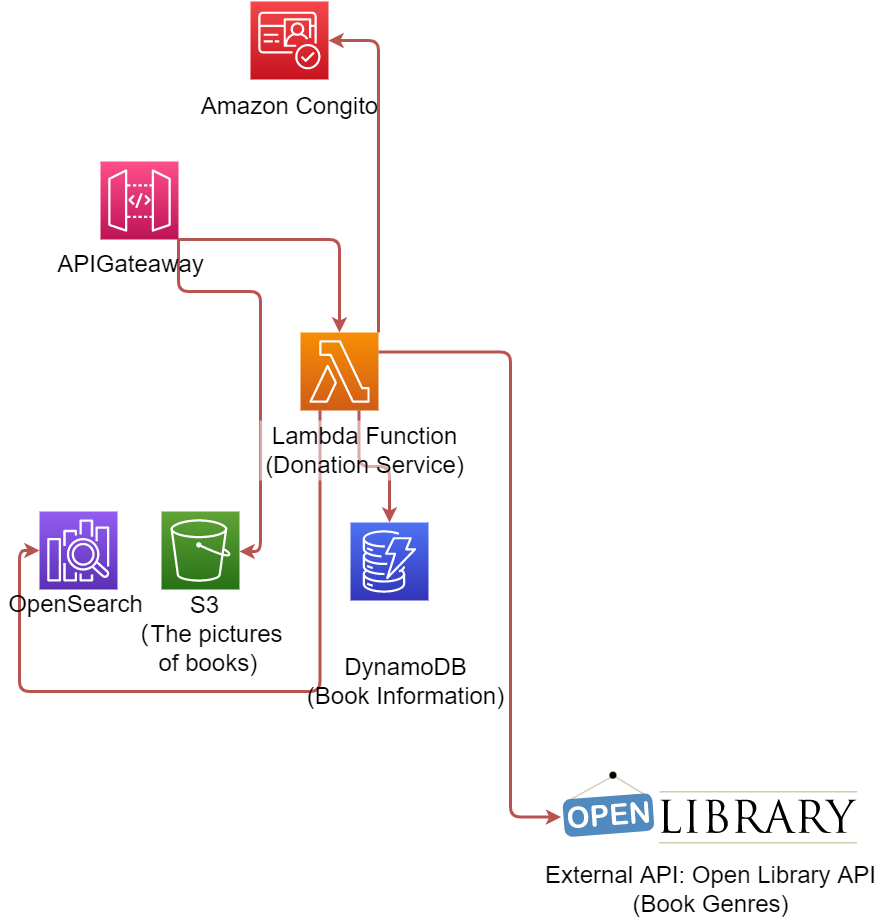 Amazon Congito
APIGateaway
Lambda Function
(Donation Service)
OpenSearch
S3
(The pictures
of books)
DynamoDB
(Book Information)
OPEN LIBRARY
External API: Open Library API
(Book Genres)